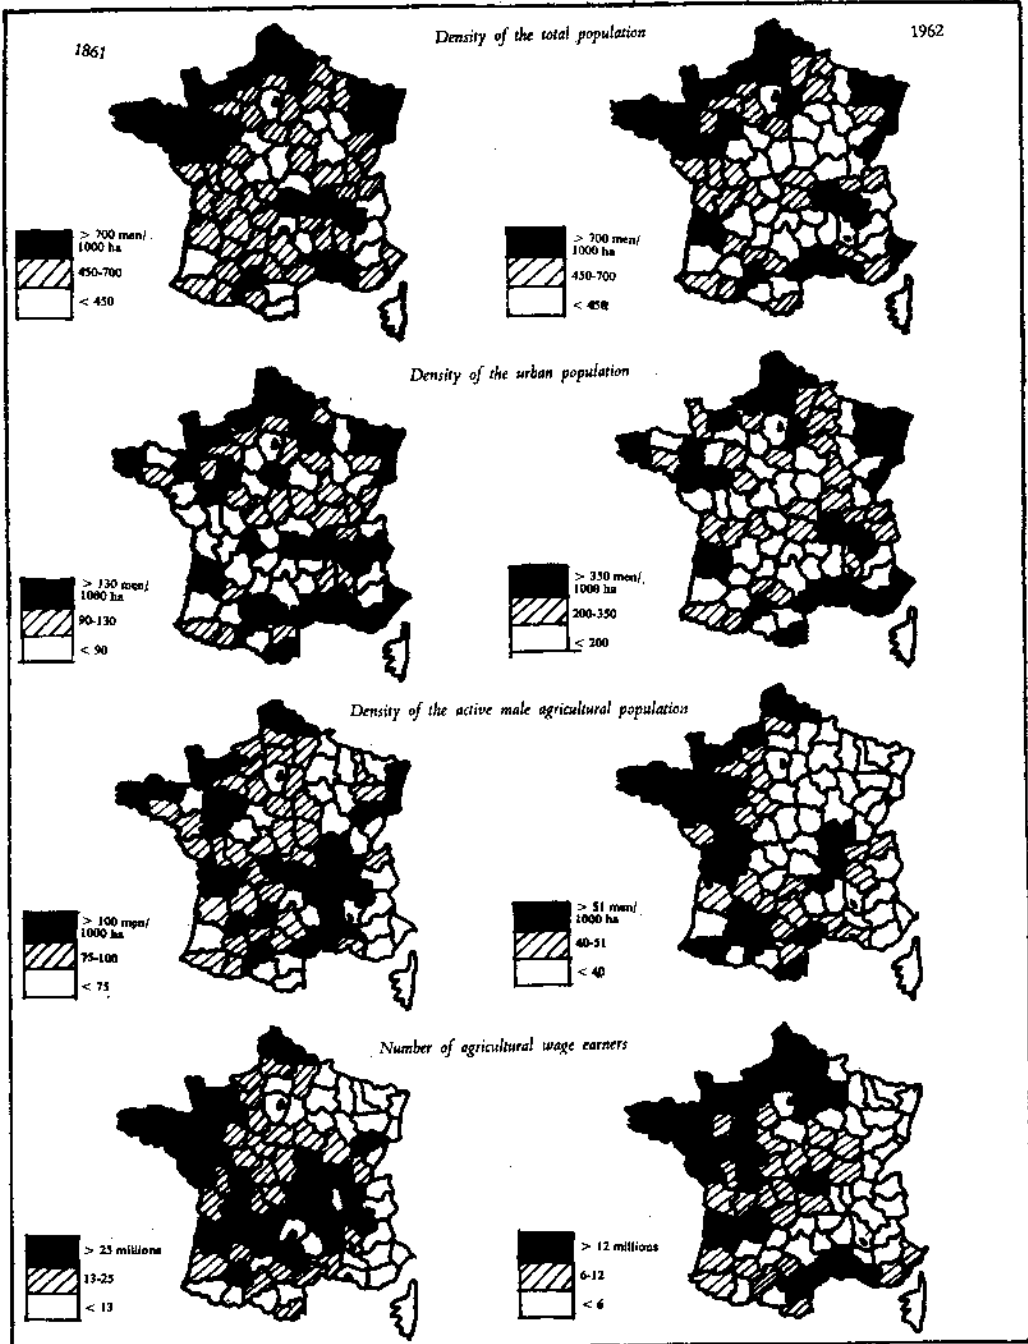 Density of the total population
1861
1962
> 700 men/
1000 ha
450-700
< 450
> 700 men/
1000 ha
450-700
< 450
Density of the urban population
> 130 men/
1000 ha
90-130
< 90
> 350 men/
1000 ha
200-350
< 200
Density of the active male agricultural population
> 100 men/
1000 ha
75-100
< 75
> 51 men/
1000 ha
40-51
< 40
Number of agricultural wage earners
> 25 millions
13-25
< 13
> 12 millions
6-12
< 6